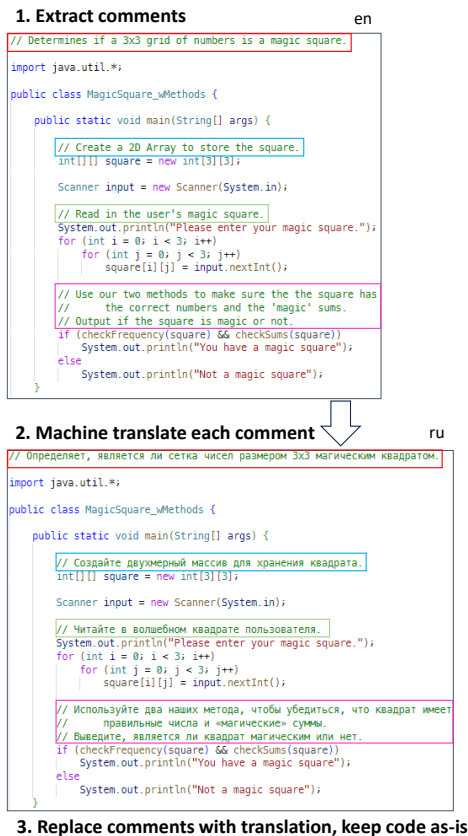 1. Extract comments
en
// Determines if a 3x3 grid of numbers is a magic square.
import java.util.*;
public class MagicSquare_wMethods {
public static void main(String[] args) {
// Create a 2D Array to store the square.
int[][] square = new int[3][3];
Scanner input = new Scanner(System.in);
// Read in the user's magic square.
System.out.println("Please enter your magic square.");
for (int i = 0; i < 3; i++)
for (int j = 0; j < 3; j++)
square[i][j] = input.nextInt();
// Use our two methods to make sure the the square has
// the correct numbers and the 'magic' sums.
// Output if the square is magic or not.
if (checkFrequency(square) && checkSums(square))
System.out.println("You have a magic square");
else
System.out.println("Not a magic square");
}
2. Machine translate each comment
ru
// Определяет, является ли сетка чисел размером 3x3 магическим квадратом.
import java.util.*;
public class MagicSquare_wMethods {
public static void main(String[] args) {
// Создайте двухмерный массив для хранения квадрата.
int[][] square = new int[3][3];
Scanner input = new Scanner(System.in);
// Читайте в волшебном квадрате пользователя.
System.out.println("Please enter your magic square.");
for (int i = 0; i < 3; i++)
for (int j = 0; j < 3; j++)
square[i][j] = input.nextInt();
// Используйте два наших метода, чтобы убедиться, что квадрат имеет
// правильные числа и «магические» суммы.
// Выведите, является ли квадрат магическим или нет.
if (checkFrequency(square) && checkSums(square))
System.out.println("You have a magic square");
else
System.out.println("Not a magic square");
}
3. Replace comments with translation, keep code as-is